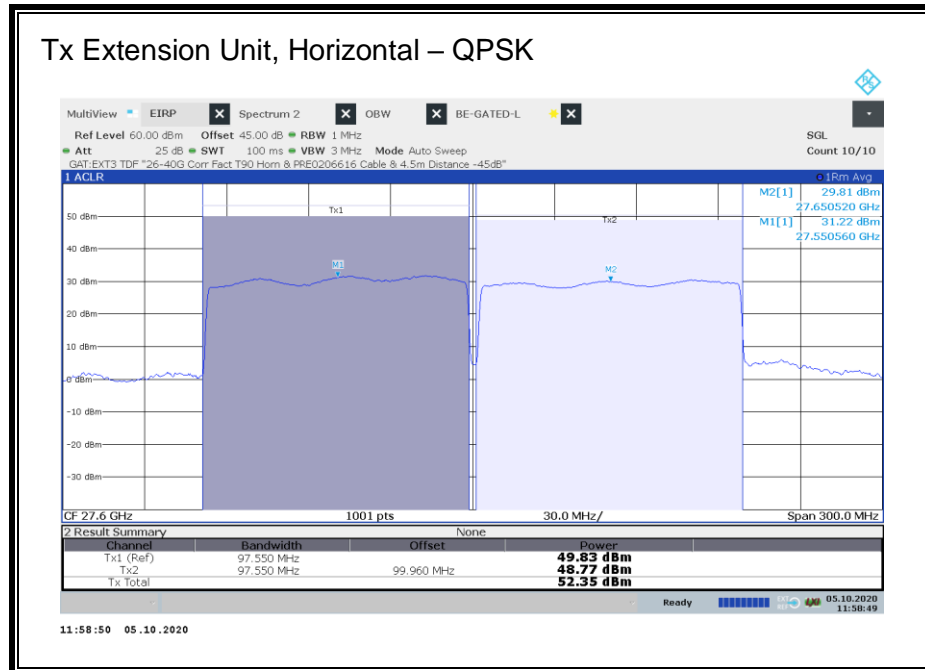 Tx Extension Unit, Horizontal – QPSK
MultiView EIRP Spectrum 2 OBW BE-GATED-L
Ref Level 60.00 dBm Offset 45.00 dB RBW 1 MHz SGL
Att 25 dB SWT 100 ms VBW 3 MHz Mode Auto Sweep Count 10/10
GAT:EXT3 TDF "26-40G Corr Fact T90 Horn & PRE0206616 Cable & 4.5m Distance -45dB"
1 ACLR 1Rm Avg
M2[1] 29.81 dBm
27.650520 GHz
M1[1] 31.22 dBm
27.550560 GHz
Tx1
Tx2
50 dBm
40 dBm
M1
M2
30 dBm
20 dBm
10 dBm
0 dBm
-10 dBm
-20 dBm
-30 dBm
CF 27.6 GHz 1001 pts 30.0 MHz/ Span 300.0 MHz
2 Result Summary None
Channel Bandwidth Offset Power
Tx1 (Ref) 97.550 MHz 49.83 dBm
Tx2 97.550 MHz 99.960 MHz 48.77 dBm
Tx Total 52.35 dBm
Ready 05.10.2020
11:58:49
11:58:50 05.10.2020